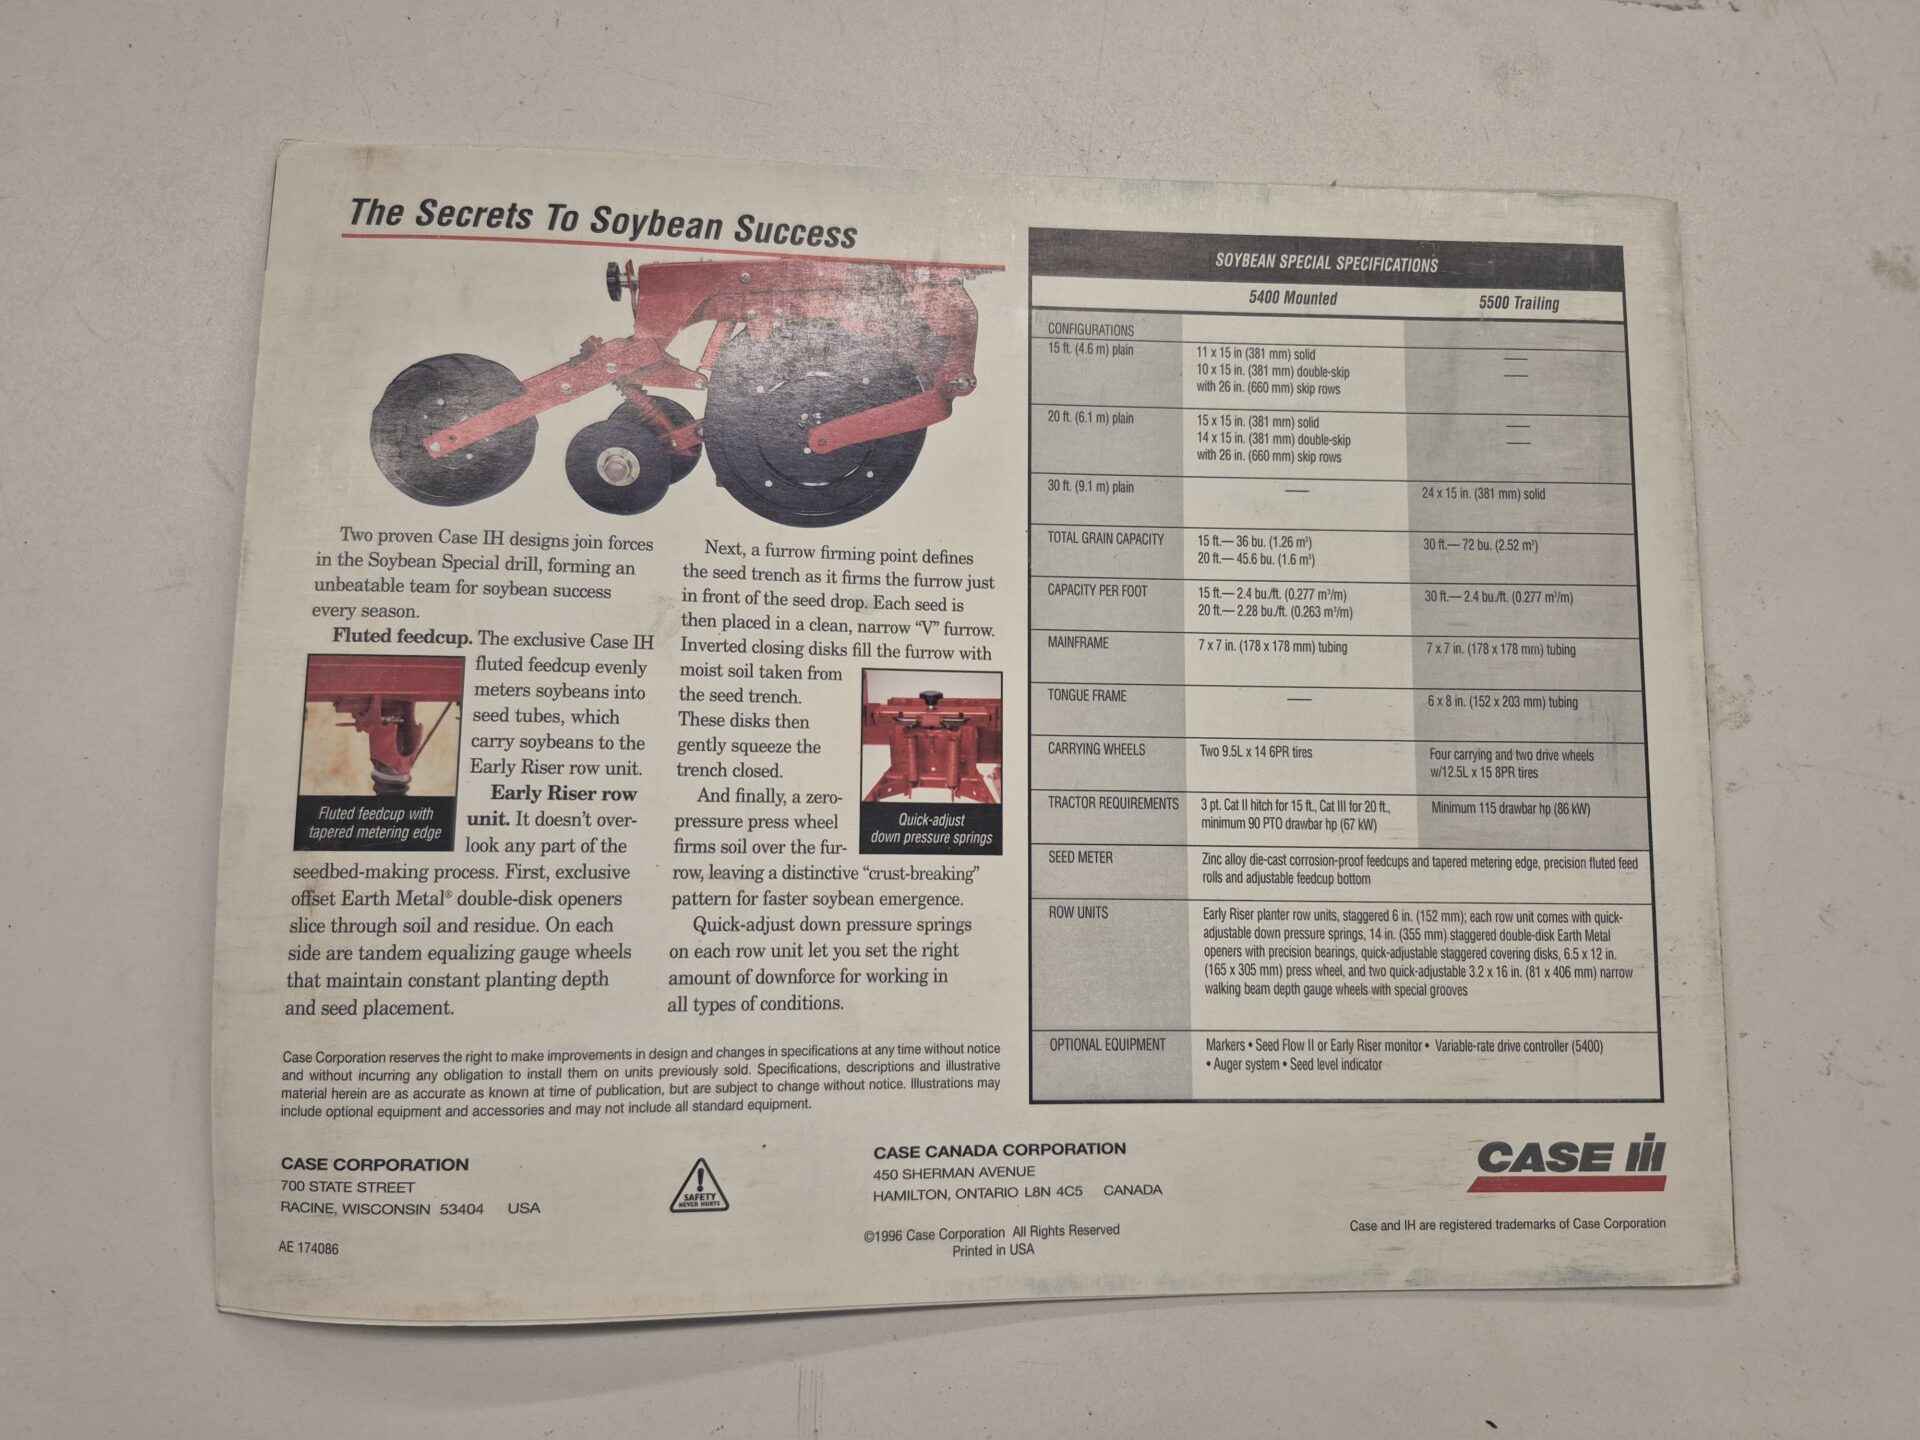 The Secrets To Soybean Success
Two proven Case IH designs join forces
in the Soybean Special drill, forming an
unbeatable team for soybean success
every season.
Fluted feedcup. The exclusive Case IH
fluted feedcup evenly
meters soybeans into
seed tubes, which
carry soybeans to the
Early Riser row unit.
Early Riser row
unit. It doesn't over-
look any part of the
seedbed-making process. First, exclusive
offset Earth Metal® double-disk openers
slice through soil and residue. On each
side are tandem equalizing gauge wheels
that maintain constant planting depth
and seed placement.
Fluted feedcup with
tapered metering edge
Next, a furrow firming point defines
the seed trench as it firms the furrow just
in front of the seed drop. Each seed is
then placed in a clean, narrow “V” furrow.
Inverted closing disks fill the furrow with
moist soil taken from
the seed trench.
These disks then
gently squeeze the
trench closed.
And finally, a zero-
pressure press wheel
firms soil over the fur-
row, leaving a distinctive “crust-breaking”
pattern for faster soybean emergence.
Quick-adjust down pressure springs
on each row unit let you set the right
amount of downforce for working in
all types of conditions.
Quick-adjust
down pressure springs
Case Corporation reserves the right to make improvements in design and changes in specifications at any time without notice
and without incurring any obligation to install them on units previously sold. Specifications, descriptions and illustrative
material herein are as accurate as known at time of publication, but are subject to change without notice. Illustrations may
include optional equipment and accessories and may not include all standard equipment.
SOYBEAN SPECIAL SPECIFICATIONS
5400 Mounted 5500 Trailing
CONFIGURATIONS
15 ft. (4.6 m) plain 11 x 15 in (381 mm) solid —
10 x 15 in. (381 mm) double-skip —
with 26 in. (660 mm) skip rows
20 ft. (6.1 m) plain 15 x 15 in. (381 mm) solid —
14 x 15 in. (381 mm) double-skip —
with 26 in. (660 mm) skip rows
30 ft. (9.1 m) plain — 24 x 15 in. (381 mm) solid
TOTAL GRAIN CAPACITY 15 ft.— 36 bu. (1.26 m³) 30 ft.— 72 bu. (2.52 m³)
20 ft.— 45.6 bu. (1.6 m³)
CAPACITY PER FOOT 15 ft.— 2.4 bu./ft. (0.277 m³/m) 30 ft.— 2.4 bu./ft. (0.277 m³/m)
20 ft.— 2.28 bu./ft. (0.263 m³/m)
MAINFRAME 7 x 7 in. (178 x 178 mm) tubing 7 x 7 in. (178 x 178 mm) tubing
TONGUE FRAME — 6 x 8 in. (152 x 203 mm) tubing
CARRYING WHEELS Two 9.5L x 14 6PR tires Four carrying and two drive wheels
w/12.5L x 15 8PR tires
TRACTOR REQUIREMENTS 3 pt. Cat II hitch for 15 ft., Cat III for 20 ft., Minimum 115 drawbar hp (86 kW)
minimum 90 PTO drawbar hp (67 kW)
SEED METER Zinc alloy die-cast corrosion-proof feedcups and tapered metering edge, precision fluted feed
rolls and adjustable feedcup bottom
ROW UNITS Early Riser planter row units, staggered 6 in. (152 mm); each row unit comes with quick-
adjustable down pressure springs, 14 in. (355 mm) staggered double-disk Earth Metal
openers with precision bearings, quick-adjustable staggered covering disks, 6.5 x 12 in.
(165 x 305 mm) press wheel, and two quick-adjustable 3.2 x 16 in. (81 x 406 mm) narrow
walking beam depth gauge wheels with special grooves
OPTIONAL EQUIPMENT Markers • Seed Flow II or Early Riser monitor • Variable-rate drive controller (5400)
• Auger system • Seed level indicator
CASE CORPORATION
700 STATE STREET
RACINE, WISCONSIN 53404 USA
AE 174086
SAFETY
NEVER HURTS
CASE CANADA CORPORATION
450 SHERMAN AVENUE
HAMILTON, ONTARIO L8N 4C5 CANADA
©1996 Case Corporation All Rights Reserved
Printed in USA
CASE IH
Case and IH are registered trademarks of Case Corporation